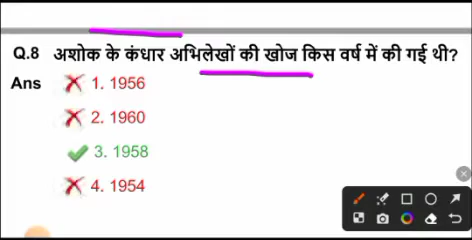 Q.8 अशोक के कंधार अभिलेखों की खोज किस वर्ष में की गई थी?
Ans 1. 1956
2. 1960
3. 1958
4. 1954